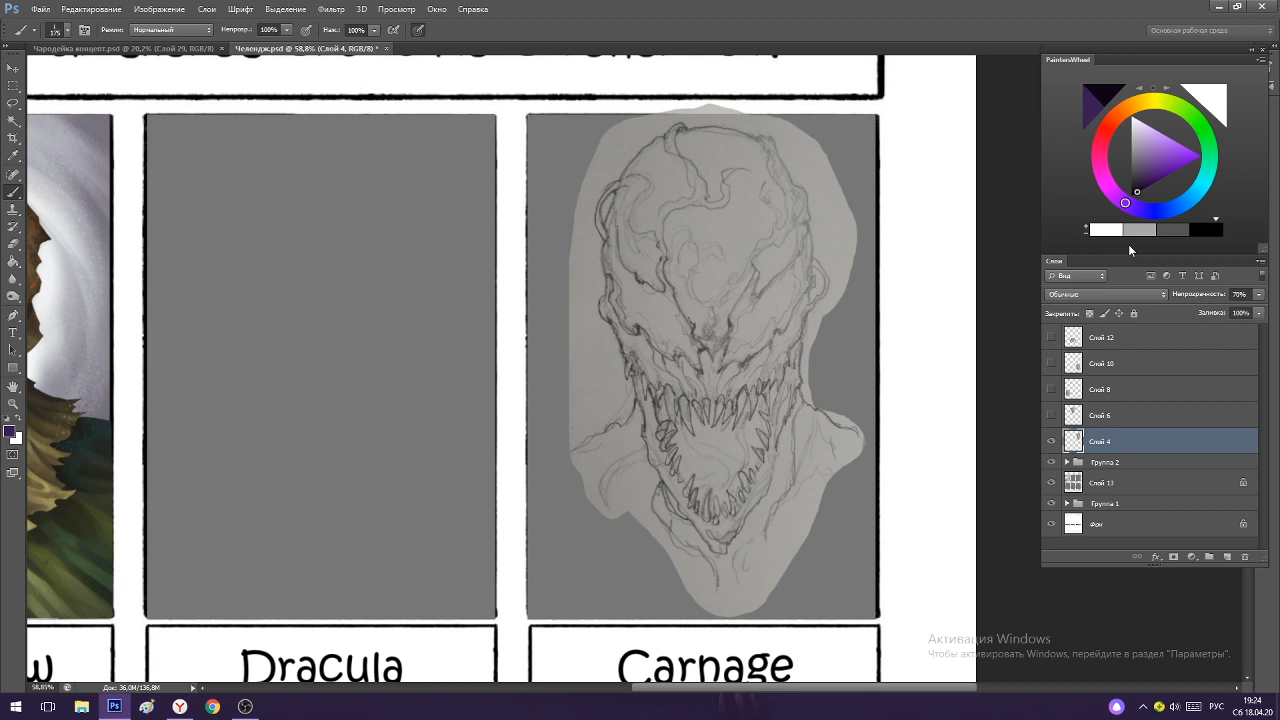 Ps Файл Редактирование Изображение Слои Шрифт Выделение Фильтр 3D Просмотр Окно Справка
175 Режим: Нормальный Непрозр.: 100% Наж.: 100% Основная рабочая среда
Чародейка концепт.psd @ 20,2% (Слой 29, RGB/8) × Челендж.psd @ 58,8% (Слой 4, RGB/8) * ×
PaintersWheel
Слои
Вид
Обычные Непрозрачность: 70%
Закрепить: Заливка: 100%
Слой 12
Слой 10
Слой 8
Слой 6
Слой 4
Группа 2
Слой 13
Группа 1
Фон
w Dracula Carnage
Активация Windows
Чтобы активировать Windows, перейдите в раздел "Параметры".
58,85% Док: 36,0M/136,8M
РУС
19:24
Сб 18.04.20